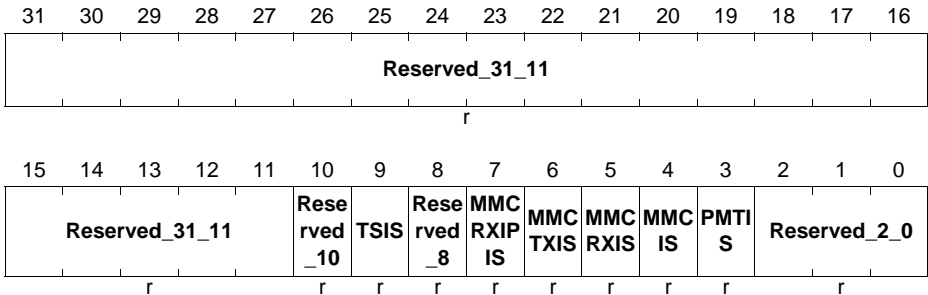 31 30 29 28 27 26 25 24 23 22 21 20 19 18 17 16
Reserved_31_11
r
15 14 13 12 11 10 9 8 7 6 5 4 3 2 1 0
Reserved_31_11 Rese rved _10 TSIS Rese rved _8 MMC RXIP IS MMC TXIS MMC RXIS MMC IS PMTI S Reserved_2_0
r r r r r r r r r r